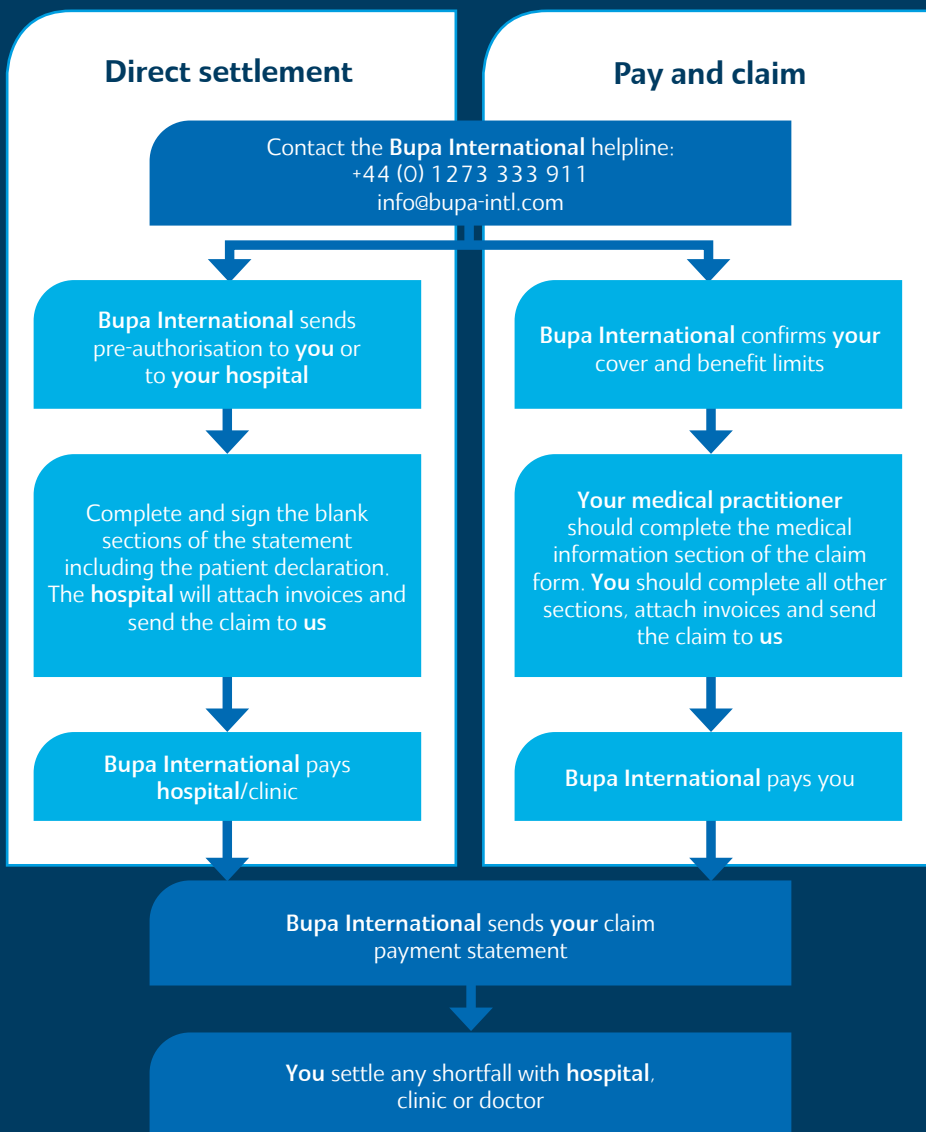 Direct settlement
Pay and claim
Contact the Bupa International helpline:
+44 (0) 1273 333 911
info@bupa-intl.com
Bupa International sends
pre-authorisation to you or
to your hospital
Complete and sign the blank
sections of the statement
including the patient declaration.
The hospital will attach invoices and
send the claim to us
Bupa International pays
hospital/clinic
Bupa International confirms your
cover and benefit limits
Your medical practitioner
should complete the medical
information section of the claim
form. You should complete all other
sections, attach invoices and send
the claim to us
Bupa International pays you
Bupa International sends your claim
payment statement
You settle any shortfall with hospital,
clinic or doctor